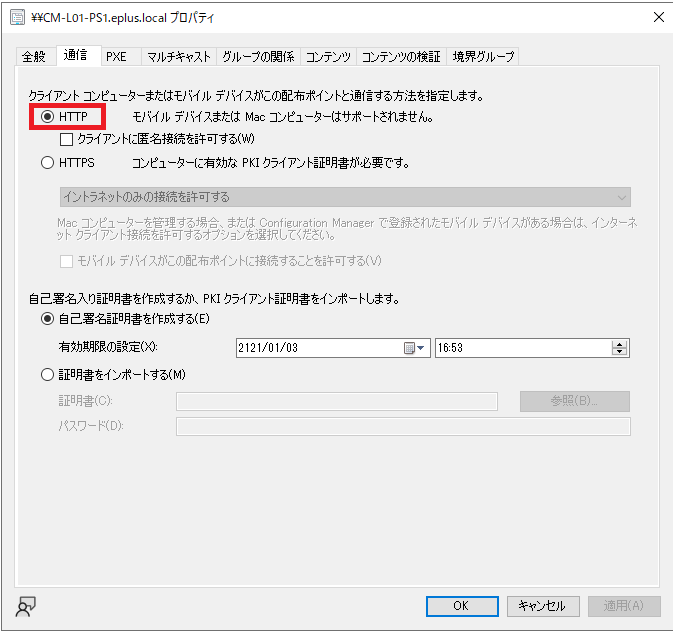 ¥¥CM-L01-PS1.eplus.local プロパティ
全般 通信 PXE マルチキャスト グループの関係 コンテンツ コンテンツの検証 境界グループ
クライアント コンピューターまたはモバイル デバイスがこの配布ポイントと通信する方法を指定します。
HTTP モバイル デバイスまたは Mac コンピューターはサポートされません。
クライアントに匿名接続を許可する(W)
HTTPS コンピューターに有効な PKI クライアント証明書が必要です。
イントラネットのみの接続を許可する
Mac コンピューターを管理する場合、または Configuration Manager で登録されたモバイル デバイスがある場合は、インターネ
ット クライアント接続を許可するオプションを選択してください。
モバイル デバイスがこの配布ポイントに接続することを許可する(V)
自己署名入り証明書を作成するか、PKI クライアント証明書をインポートします。
自己署名証明書を作成する(E)
有効期限の設定(X): 2121/01/03 16:53
証明書をインポートする(M)
証明書(C): 参照(B)...
パスワード(D):
OK キャンセル 適用(A)